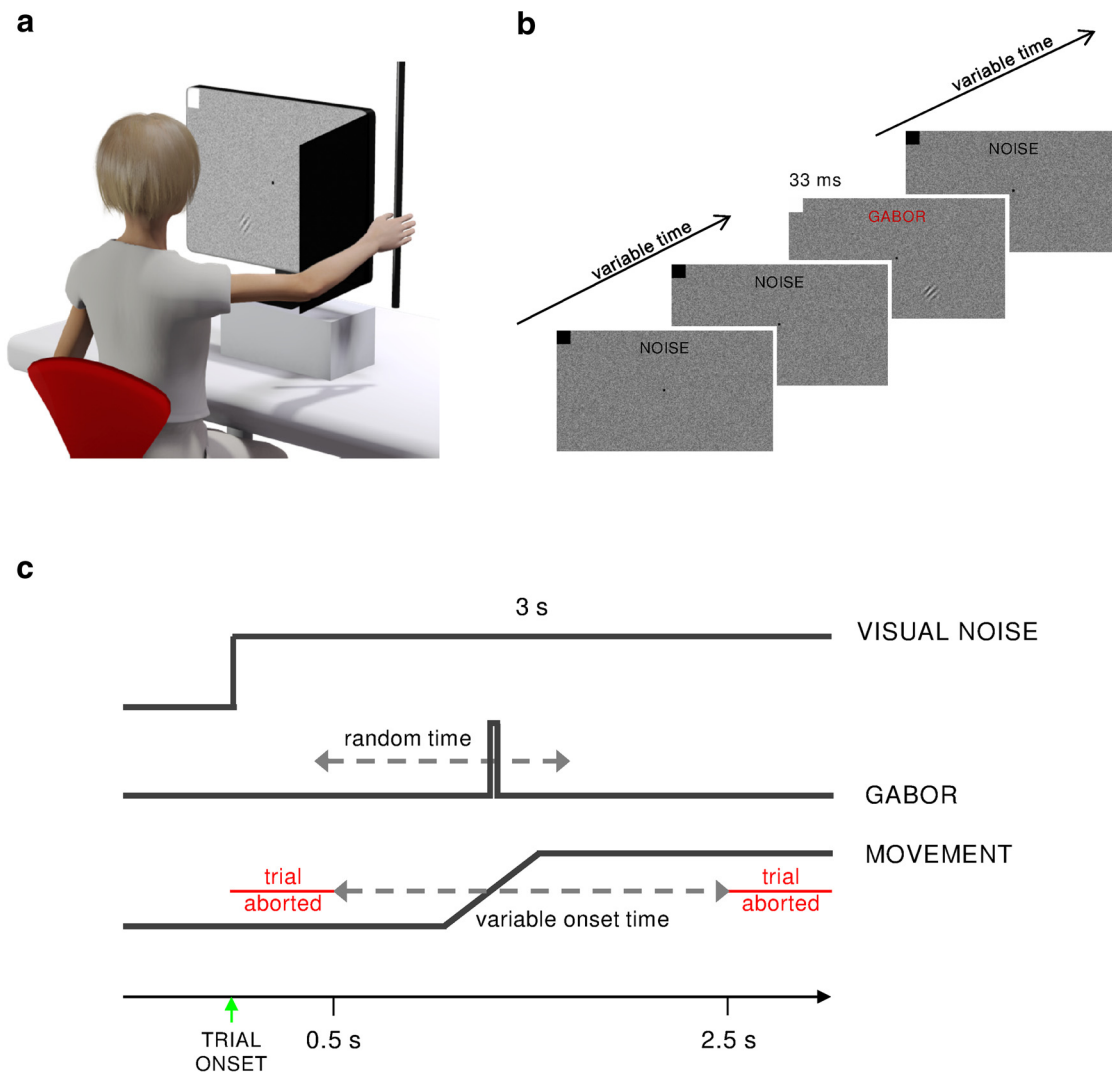 a
b
variable time
NOISE
33 ms
GABOR
variable time
NOISE
NOISE
c
3 s
VISUAL NOISE
random time
GABOR
MOVEMENT
trial
aborted
trial
aborted
variable onset time
TRIAL
ONSET
0.5 s
2.5 s